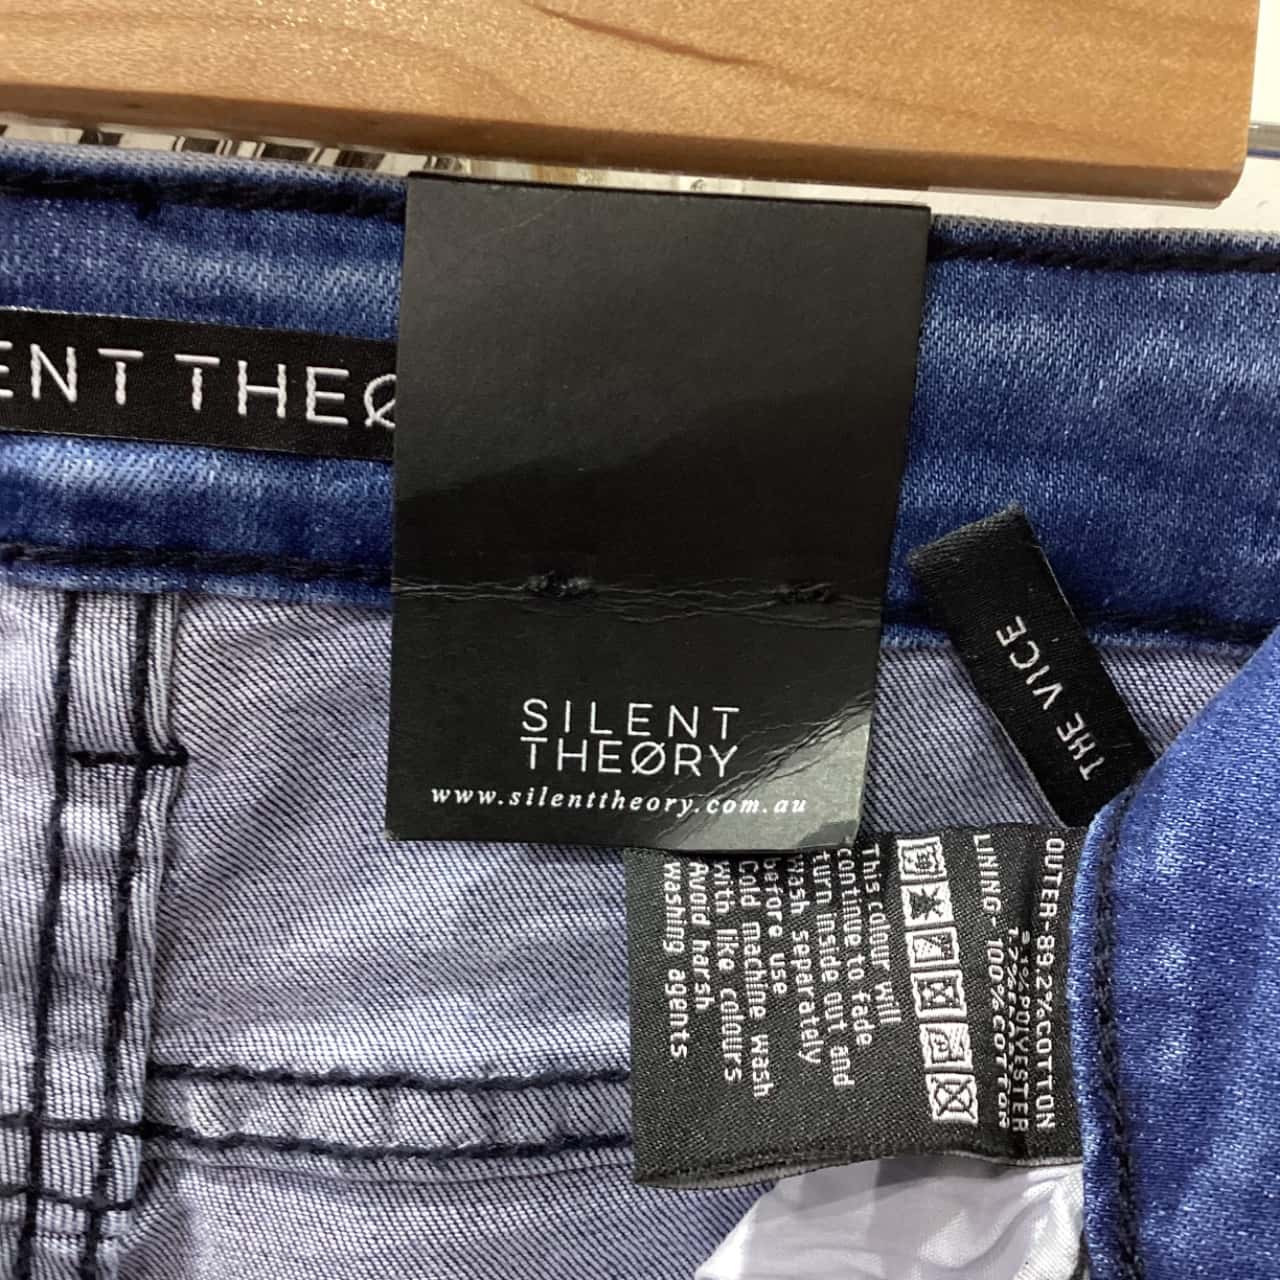 ENT THEØ
SILENT
THEØRY
www.silenttheory.com.au
THE VICE
OUTER-89.2%COTTON
9.1%POLYESTER
1.7%ELASTER
LINING- 100%COTTON
This colour will
continue to fade,
turn inside out and
wash separately
before use
Cold machine wash
with like colours
Avoid harsh
washing agents